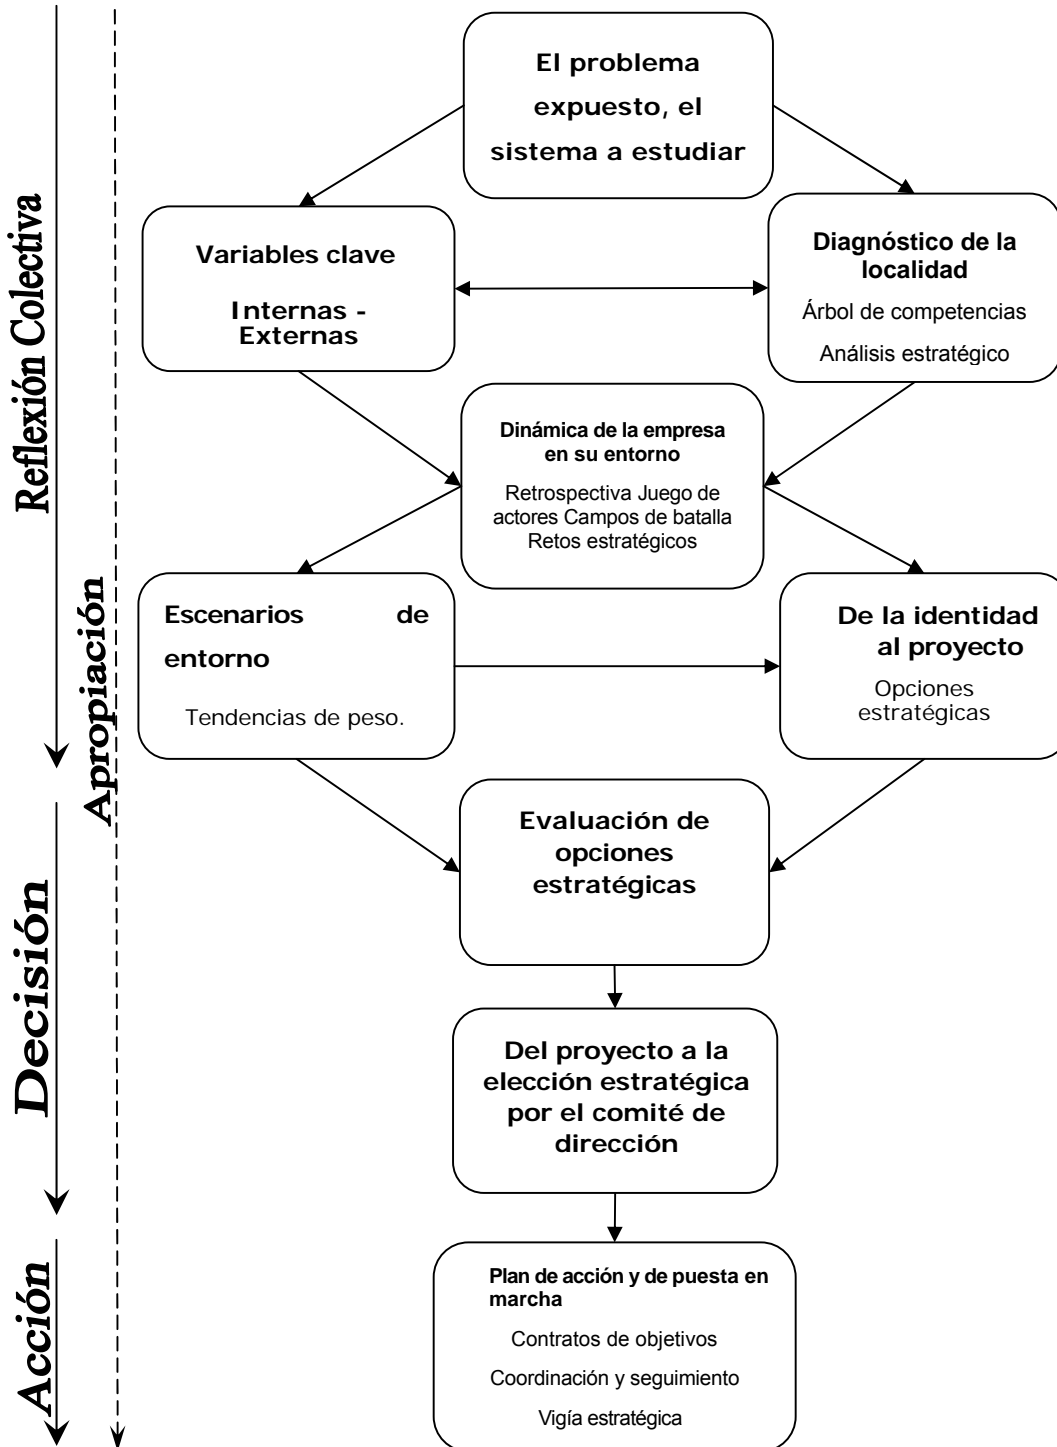 El problema
expuesto, el
sistema a estudiar
Variables clave
Internas -
Externas
Diagnóstico de la
localidad
Árbol de competencias
Análisis estratégico
Dinámica de la empresa
en su entorno
Retrospectiva Juego de
actores Campos de batalla
Retos estratégicos
Escenarios de
entorno
Tendencias de peso.
De la identidad
al proyecto
Opciones
estratégicas
Evaluación de
opciones
estratégicas
Del proyecto a la
elección estratégica
por el comité de
dirección
Plan de acción y de puesta en
marcha
Contratos de objetivos
Coordinación y seguimiento
Vigía estratégica
Reflexión Colectiva
Apropiación
Decisión
Acción